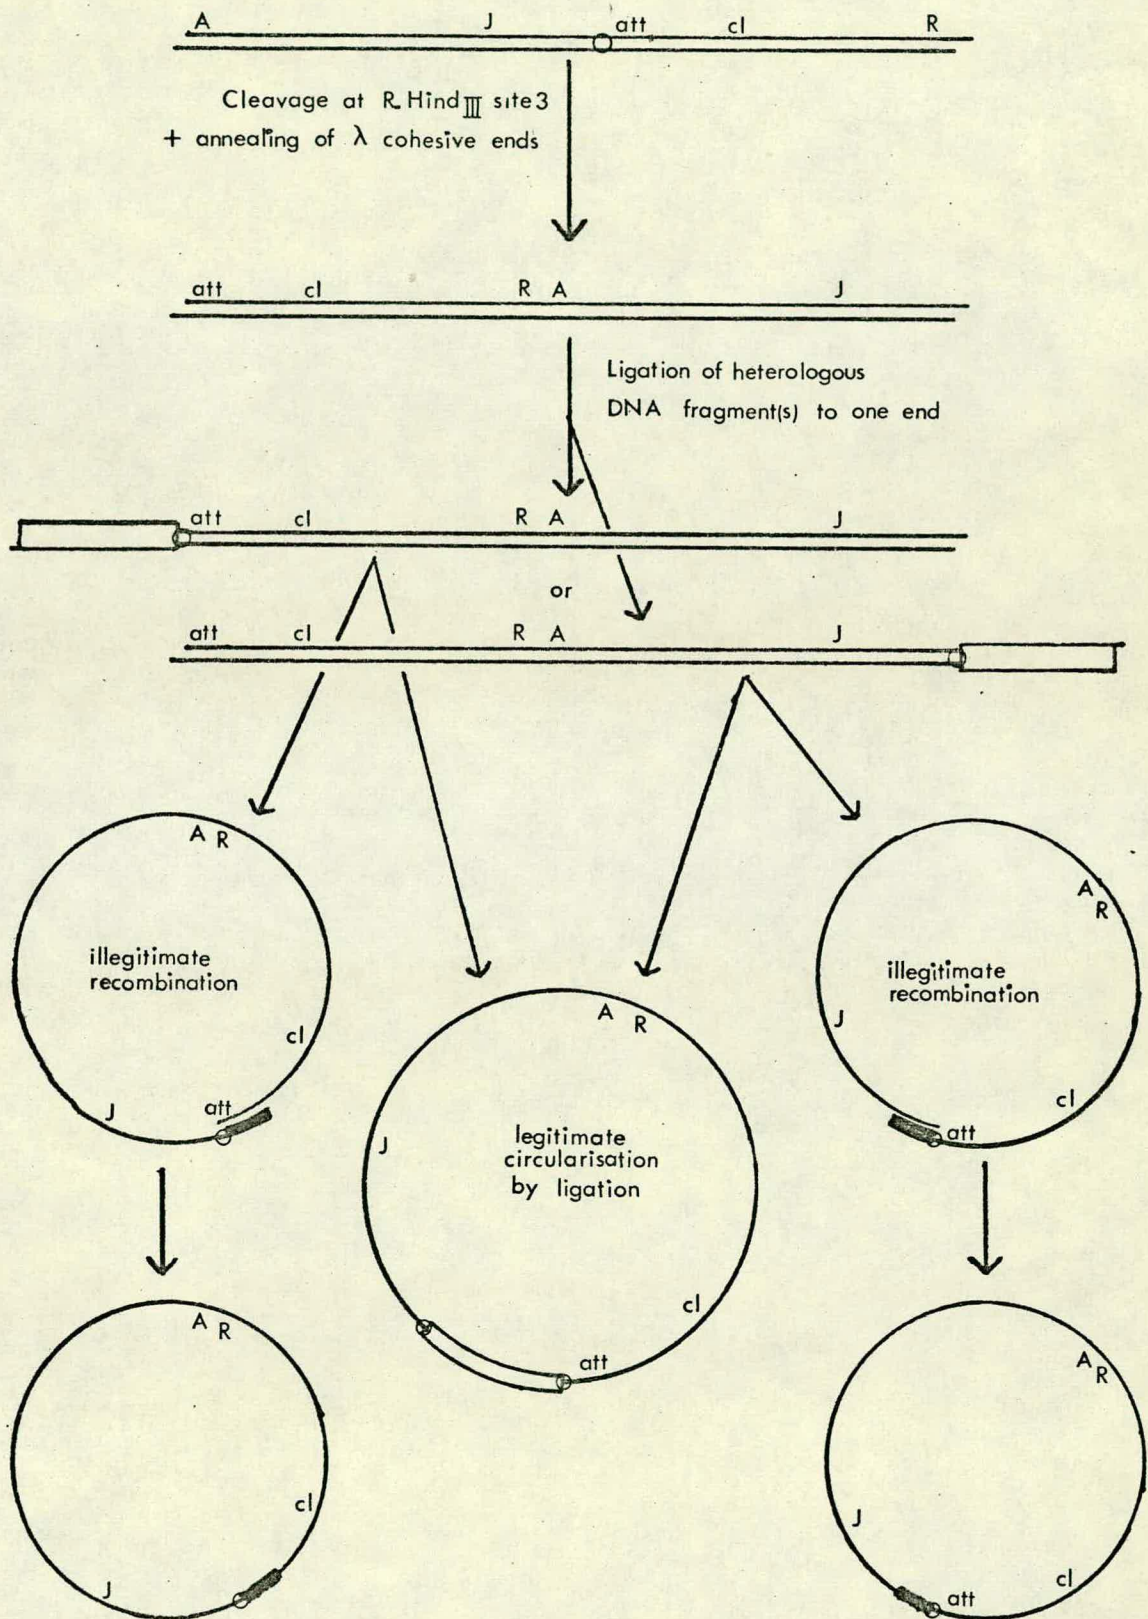 A J att cI R
Cleavage at R.HindIII site3
+ annealing of λ cohesive ends
att cI R A J
Ligation of heterologous
DNA fragment(s) to one end
att cI R A J
or
att cI R A J
A R
illegitimate
recombination
cI
J att
A R
illegitimate
recombination
J
cI
att
A R
J
legitimate
circularisation
by ligation
cI
att
A R
cI
J
A R
J
cI
att